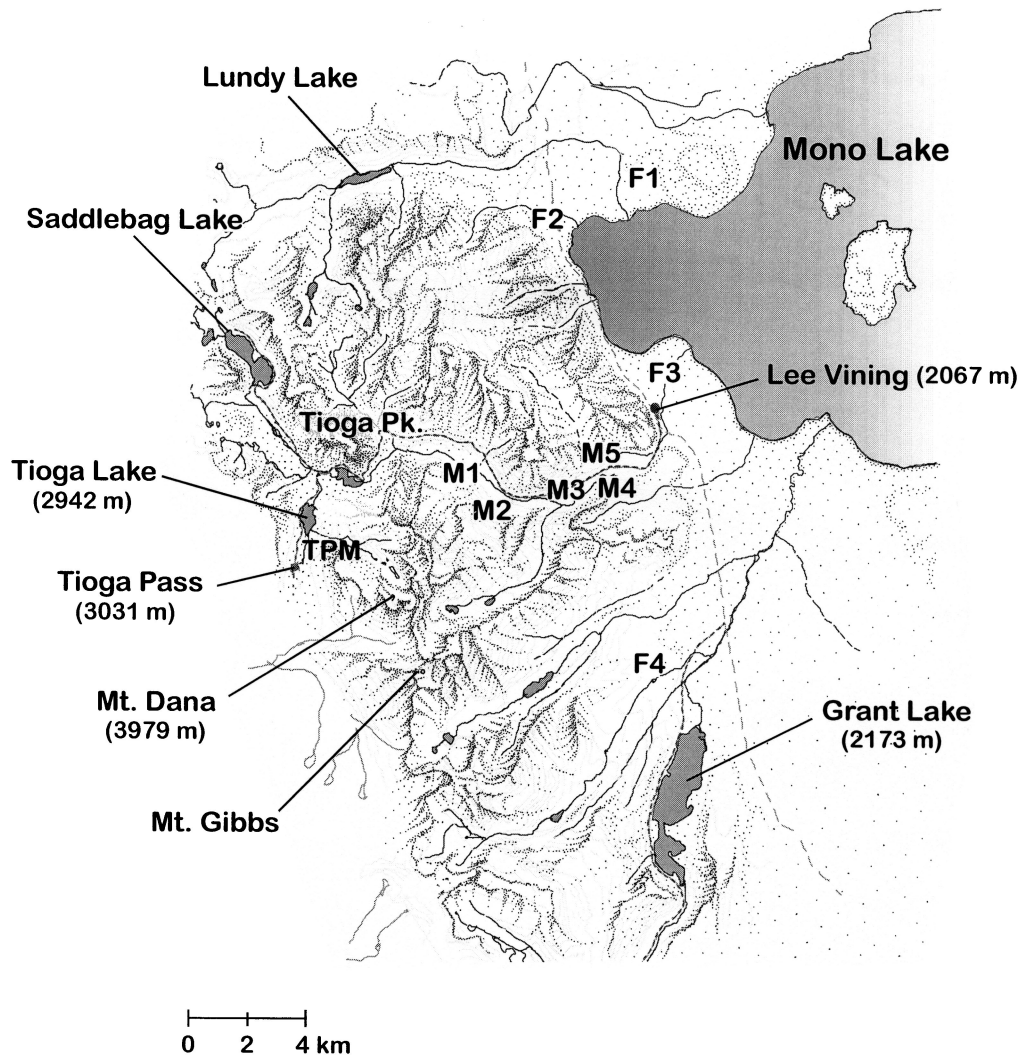 Lundy Lake
Mono Lake
F1
Saddlebag Lake
F2
F3
Lee Vining (2067 m)
Tioga Pk.
M5
Tioga Lake
(2942 m)
M1
M3
M4
M2
TPM
Tioga Pass
(3031 m)
F4
Mt. Dana
(3979 m)
Grant Lake
(2173 m)
Mt. Gibbs
0 2 4 km